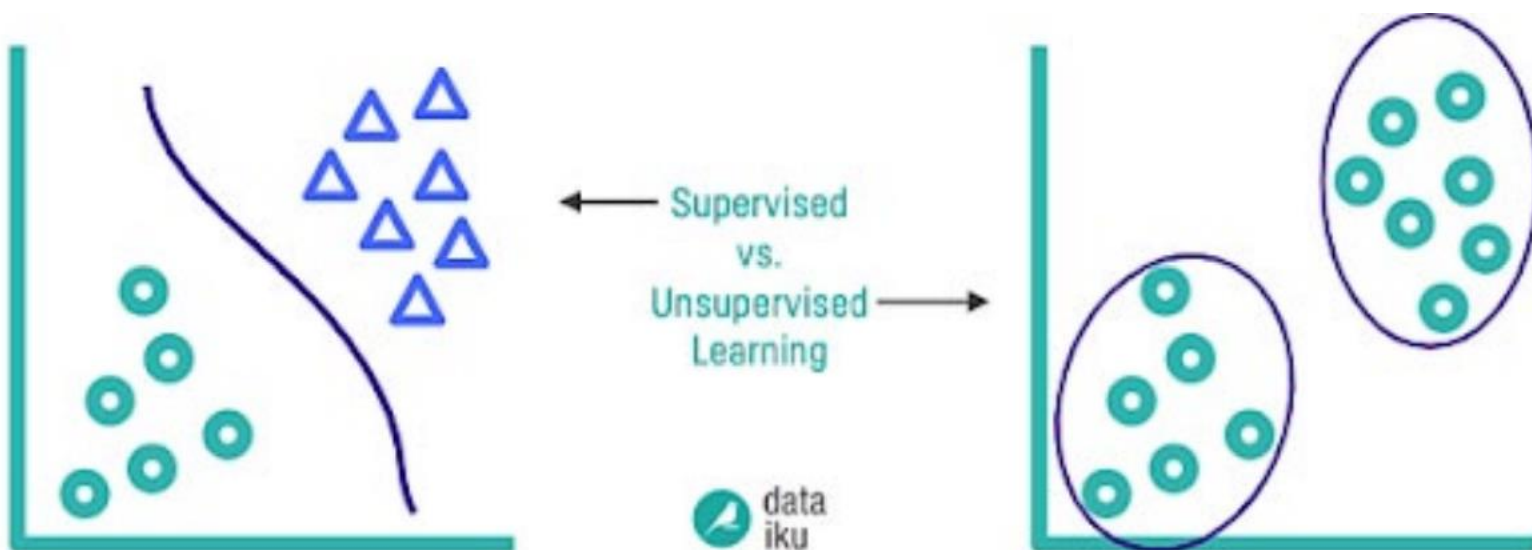 Supervised
vs.
Unsupervised
Learning
data
iku